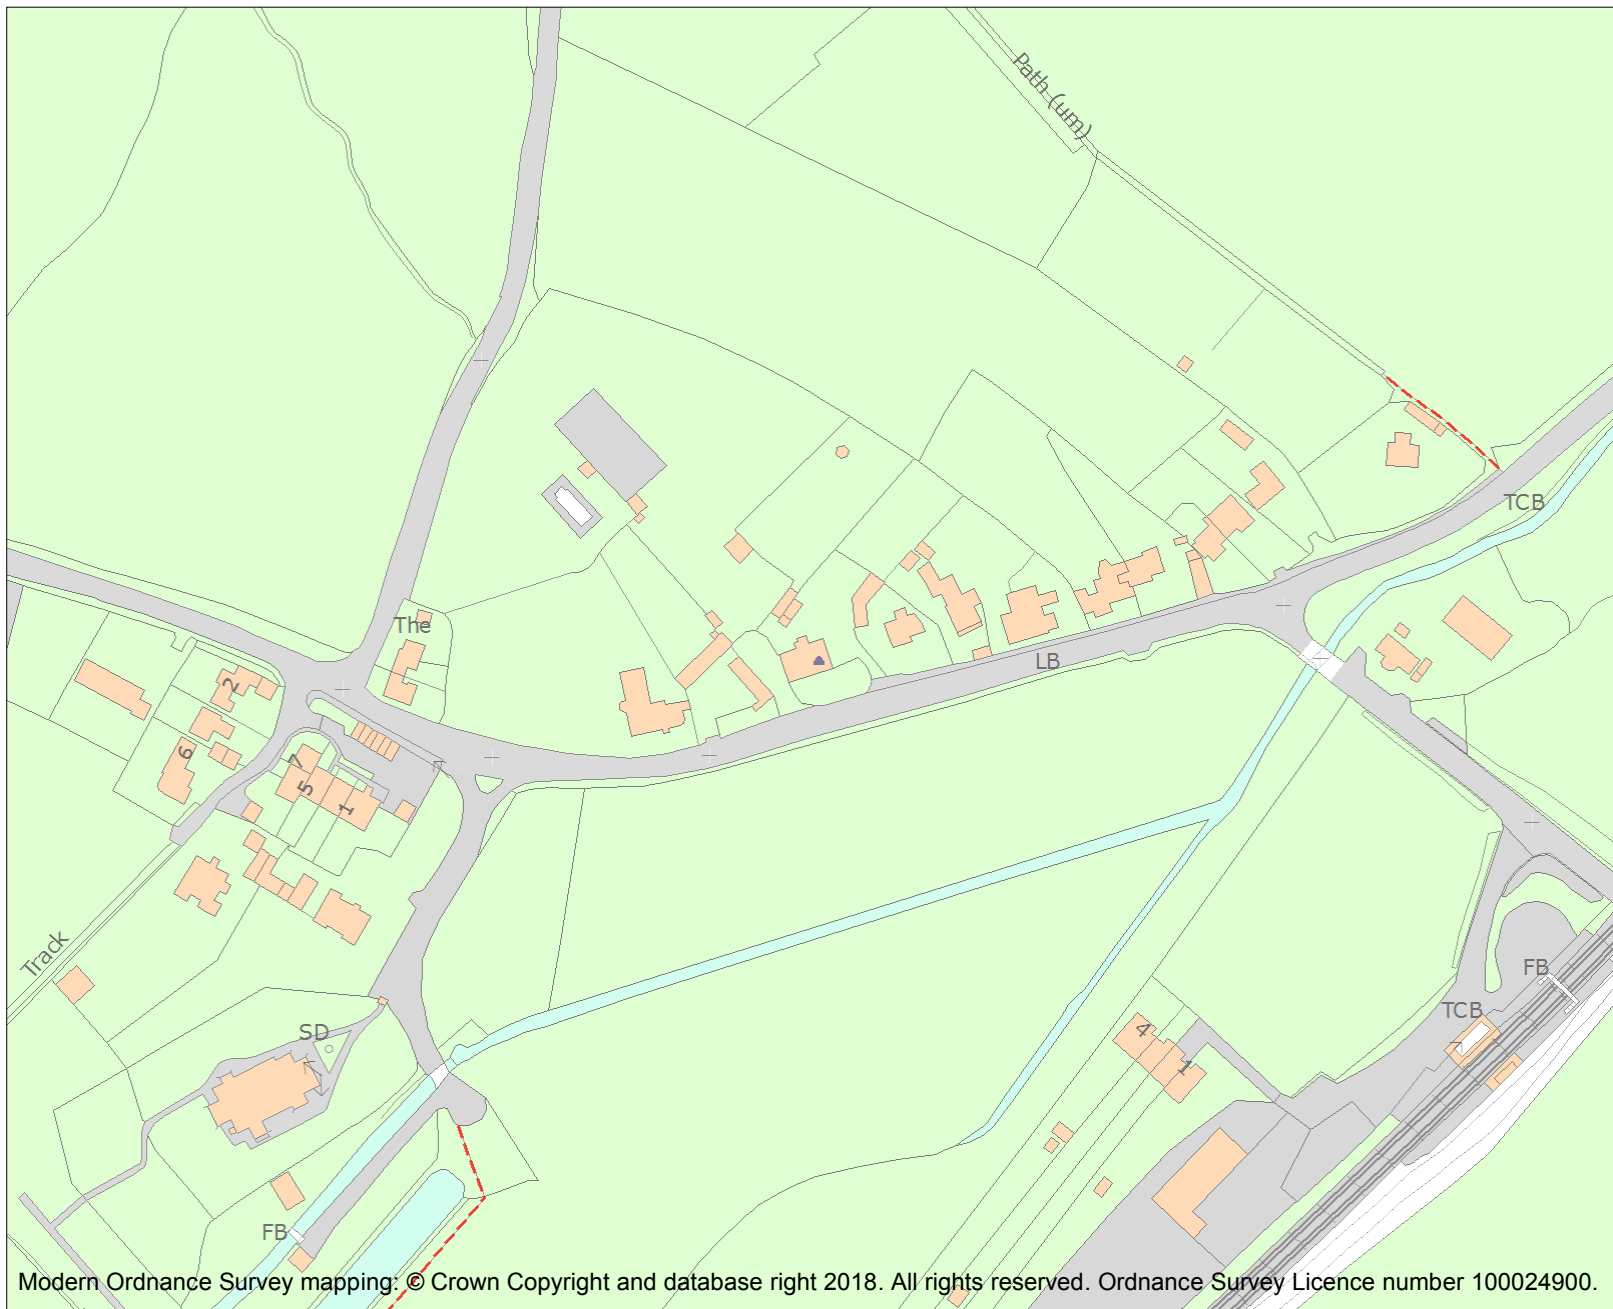 Path (um)
TCB
The
LB
2
6
7
5
1
Track
FB
TCB
SD
4
1
FB
Modern Ordnance Survey mapping: © Crown Copyright and database right 2018. All rights reserved. Ordnance Survey Licence number 100024900.